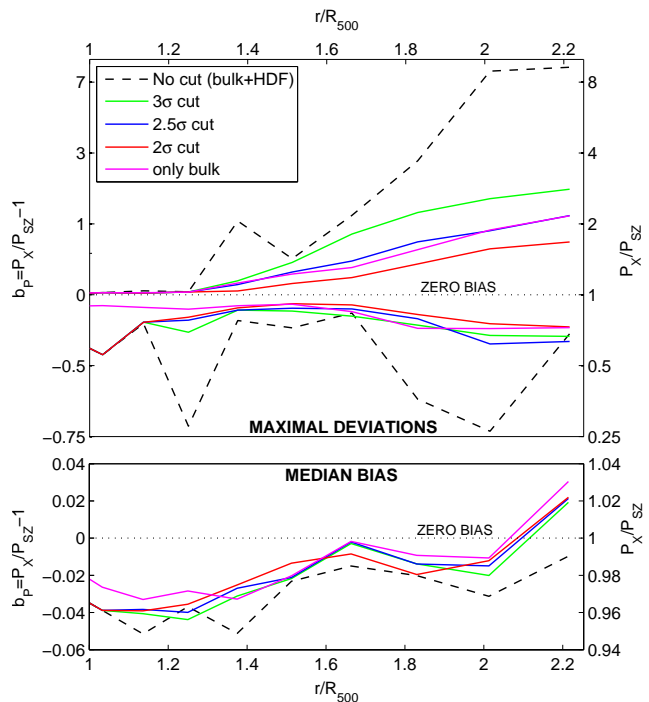 r/R500
1 1.2 1.4 1.6 1.8 2 2.2
No cut (bulk+HDF)
3σ cut
2.5σ cut
2σ cut
only bulk
7
3
1
0
−0.5
−0.75
bP=PX/PSZ−1
8
4
2
1
0.5
0.25
PX/PSZ
ZERO BIAS
MAXIMAL DEVIATIONS
MEDIAN BIAS
ZERO BIAS
0.04
0.02
0
−0.02
−0.04
−0.06
bP=PX/PSZ−1
1.04
1.02
1
0.98
0.96
0.94
PX/PSZ
1 1.2 1.4 1.6 1.8 2 2.2
r/R500